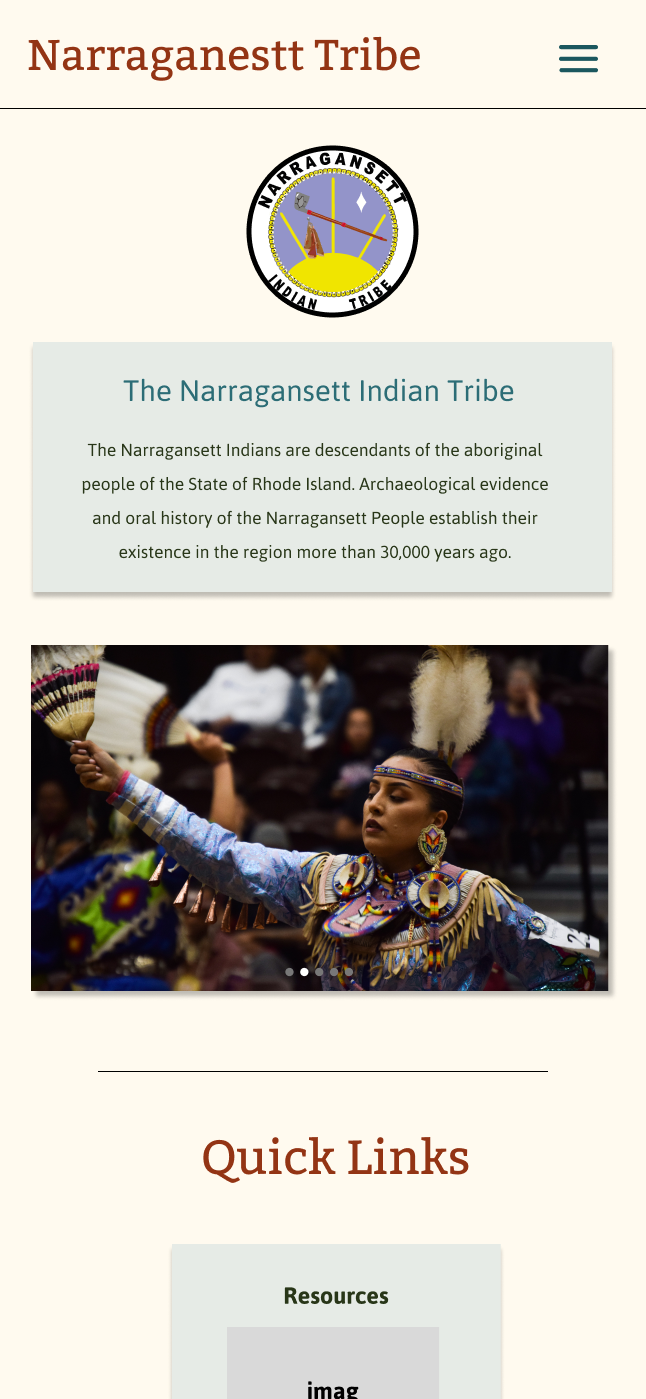 Narraganestt Tribe
NARRAGANSETT
INDIAN TRIBE
The Narragansett Indian Tribe
The Narragansett Indians are descendants of the aboriginal
people of the State of Rhode Island. Archaeological evidence
and oral history of the Narragansett People establish their
existence in the region more than 30,000 years ago.
Quick Links
Resources
imag